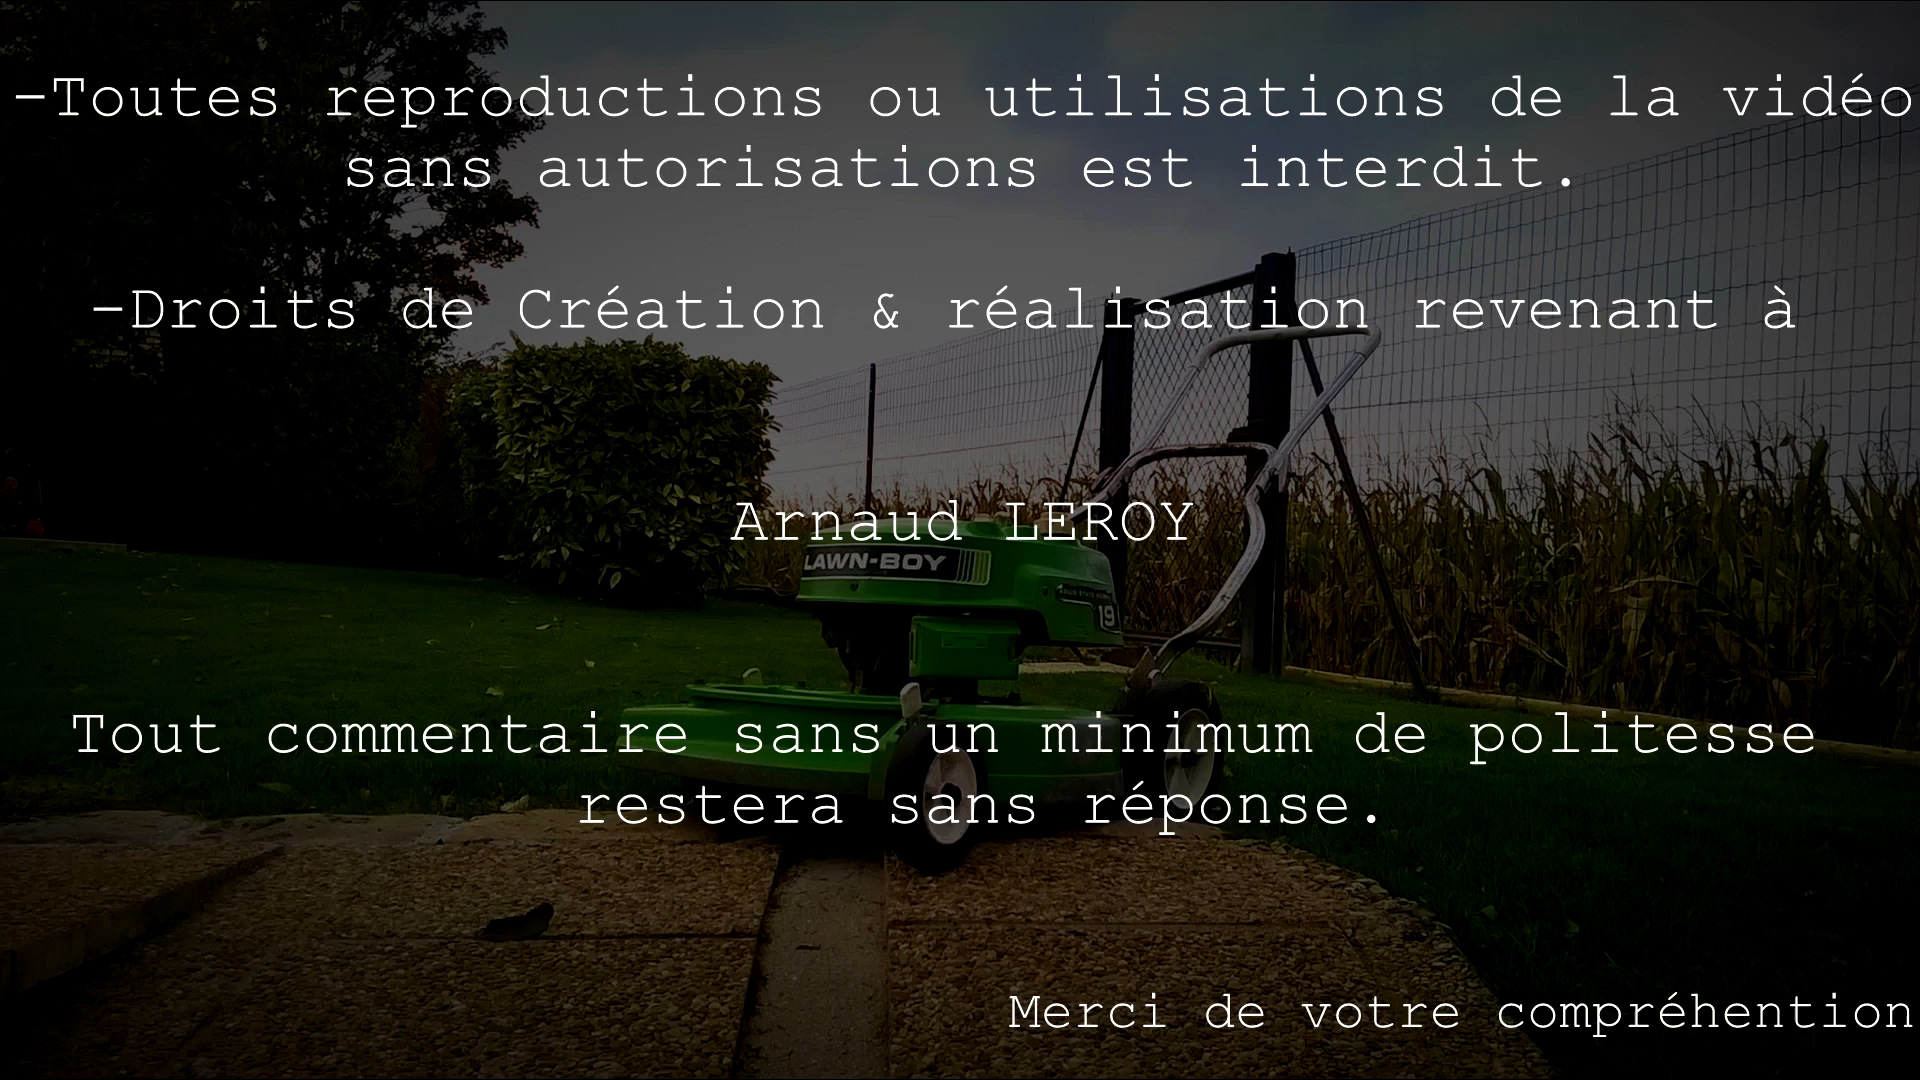 -Toutes reproductions ou utilisations de la vidéo
sans autorisations est interdit.
-Droits de Création & réalisation revenant à
Arnaud LEROY
LAWN-BOY
19
Tout commentaire sans un minimum de politesse
restera sans réponse.
Merci de votre compréhention